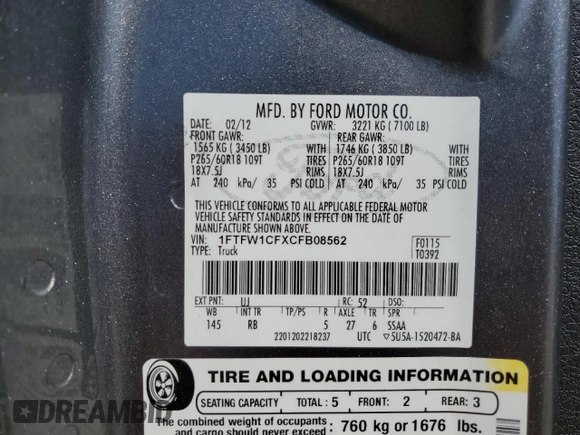 MFD. BY FORD MOTOR CO.
DATE: 02/12 GVWR: 3221 KG ( 7100 LB)
FRONT GAWR: REAR GAWR:
1565 KG ( 3450 LB) WITH 1746 KG ( 3850 LB) WITH
P265/60R18 109T TIRES P265/60R18 109T TIRES
18X7.5J RIMS 18X7.5J RIMS
AT 240 kPa/ 35 PSI COLD AT 240 kPa/ 35 PSI COLD
THIS VEHICLE CONFORMS TO ALL APPLICABLE FEDERAL MOTOR
VEHICLE SAFETY STANDARDS IN EFFECT ON THE DATE OF
MANUFACTURE SHOWN ABOVE.
VIN: 1FTFW1CFXCFB08562 F0115
TYPE: Truck T0392
EXT PNT: UJ RC: 52 DSO:
WB INT TR TP/PS R AXLE TR SPR
145 RB 5 27 6 SSAA
2201202218237 UTC ▽5U5A-1520472-BA
TIRE AND LOADING INFORMATION
SEATING CAPACITY TOTAL : 5 FRONT: 2 REAR: 3
The combined weight of occupants
and cargo should never exceed 760 kg or 1676 lbs.
DREAMBID